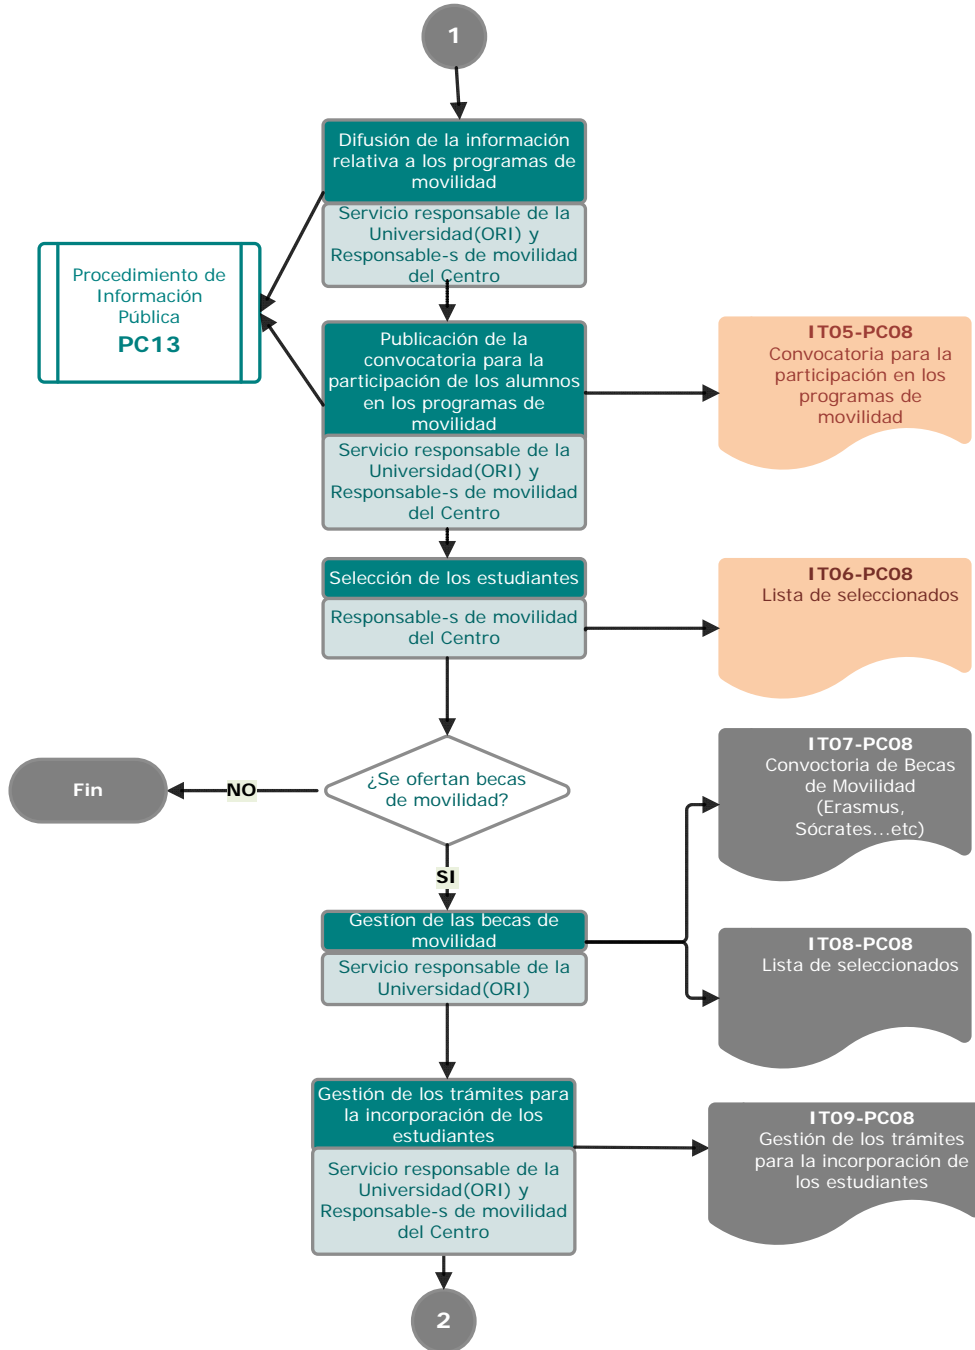 1
Difusión de la información
relativa a los programas de
movilidad
Servicio responsable de la
Universidad(ORI) y
Responsable-s de movilidad
del Centro
Procedimiento de
Información
Pública
PC13
Publicación de la
convocatoria para la
participación de los alumnos
en los programas de
movilidad
Servicio responsable de la
Universidad(ORI) y
Responsable-s de movilidad
del Centro
IT05-PC08
Convocatoria para la
participación en los
programas de
movilidad
Selección de los estudiantes
Responsable-s de movilidad
del Centro
IT06-PC08
Lista de seleccionados
¿Se ofertan becas
de movilidad?
NO
Fin
SI
IT07-PC08
Convoctoria de Becas
de Movilidad
(Erasmus,
Sócrates...etc)
Gestíon de las becas de
movilidad
Servicio responsable de la
Universidad(ORI)
IT08-PC08
Lista de seleccionados
Gestión de los trámites para
la incorporación de los
estudiantes
Servicio responsable de la
Universidad(ORI) y
Responsable-s de movilidad
del Centro
IT09-PC08
Gestión de los trámites
para la incorporación de
los estudiantes
2